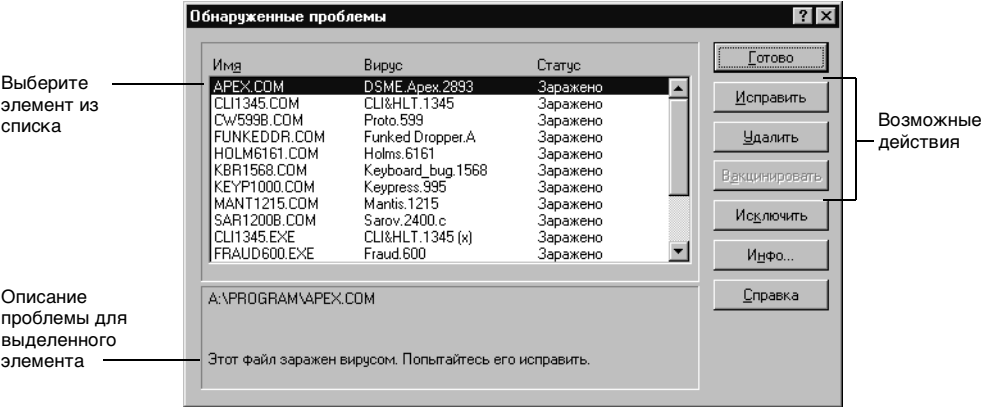 Обнаруженные проблемы
Выберите
элемент из
списка
Имя Вирус Статус
APEX.COM DSME.Apex.2893 Заражено
CLI1345.COM CLI&HLT.1345 Заражено
CW599B.COM Proto.599 Заражено
FUNKEDDR.COM Funked Dropper.A Заражено
HOLM6161.COM Holms.6161 Заражено
KBR1568.COM Keyboard_bug.1568 Заражено
KEYP1000.COM Keypress.995 Заражено
MANT1215.COM Mantis.1215 Заражено
SAR1200B.COM Sarov.2400.c Заражено
CLI1345.EXE CLI&HLT.1345 (x) Заражено
FRAUD600.EXE Fraud.600 Заражено
Готово
Исправить
Удалить
Вакцинировать
Исключить
Инфо...
Справка
Возможные
действия
Описание
проблемы для
выделенного
элемента
A:\PROGRAM\APEX.COM
Этот файл заражен вирусом. Попытайтесь его исправить.